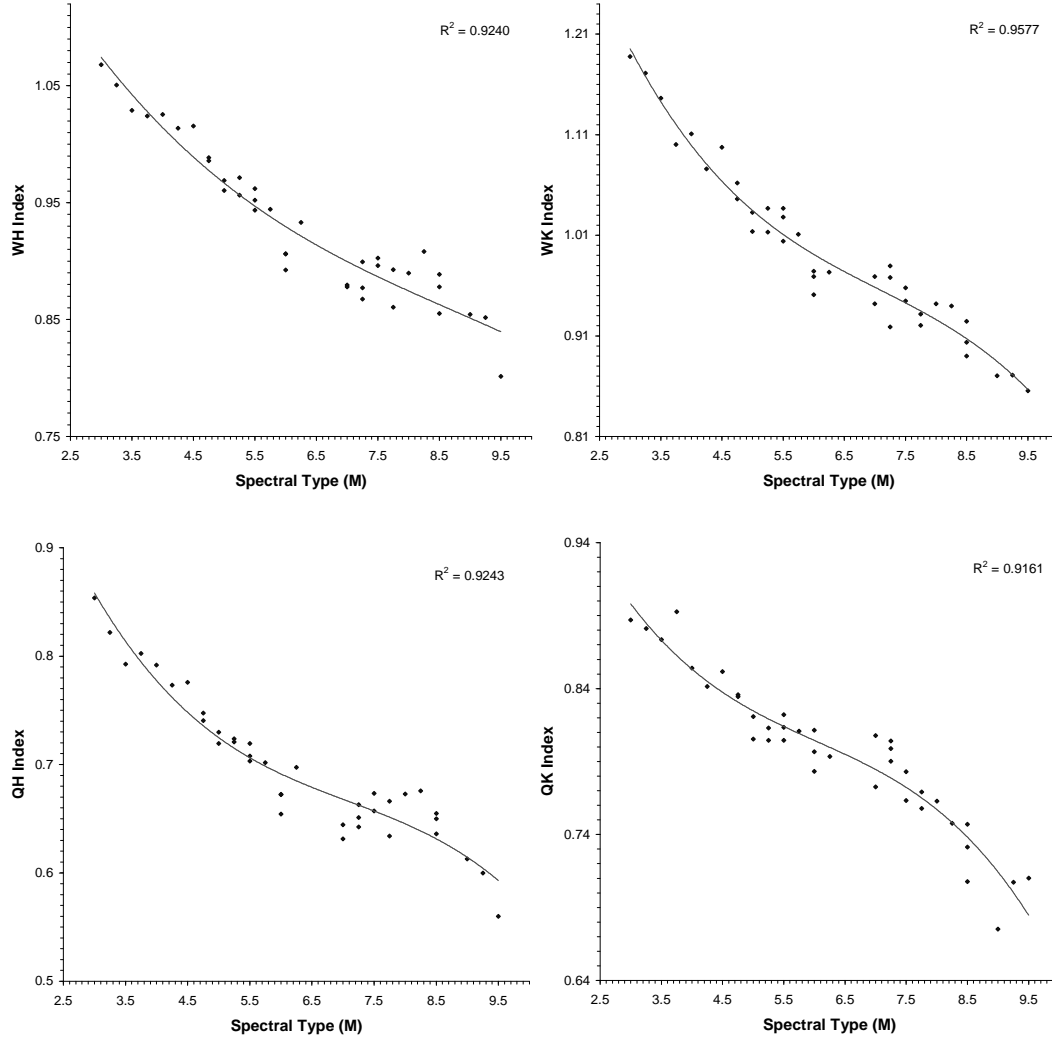 R² = 0.9240
1.05
0.95
0.85
0.75
WH Index
2.5 3.5 4.5 5.5 6.5 7.5 8.5 9.5
Spectral Type (M)
R² = 0.9577
1.21
1.11
1.01
0.91
0.81
WK Index
2.5 3.5 4.5 5.5 6.5 7.5 8.5 9.5
Spectral Type (M)
R² = 0.9243
0.9
0.8
0.7
0.6
0.5
QH Index
2.5 3.5 4.5 5.5 6.5 7.5 8.5 9.5
Spectral Type (M)
R² = 0.9161
0.94
0.84
0.74
0.64
QK Index
2.5 3.5 4.5 5.5 6.5 7.5 8.5 9.5
Spectral Type (M)